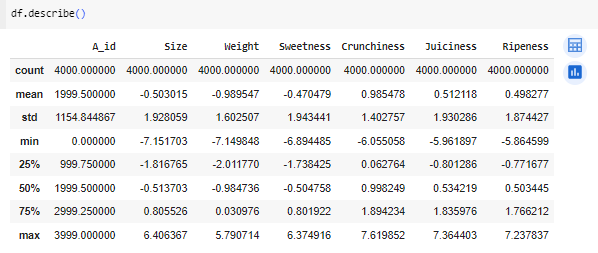 df.describe()
A_id Size Weight Sweetness Crunchiness Juiciness Ripeness
count 4000.000000 4000.000000 4000.000000 4000.000000 4000.000000 4000.000000 4000.000000
mean 1999.500000 -0.503015 -0.989547 -0.470479 0.985478 0.512118 0.498277
std 1154.844867 1.928059 1.602507 1.943441 1.402757 1.930286 1.874427
min 0.000000 -7.151703 -7.149848 -6.894485 -6.055058 -5.961897 -5.864599
25% 999.750000 -1.816765 -2.011770 -1.738425 0.062764 -0.801286 -0.771677
50% 1999.500000 -0.513703 -0.984736 -0.504758 0.998249 0.534219 0.503445
75% 2999.250000 0.805526 0.030976 0.801922 1.894234 1.835976 1.766212
max 3999.000000 6.406367 5.790714 6.374916 7.619852 7.364403 7.237837